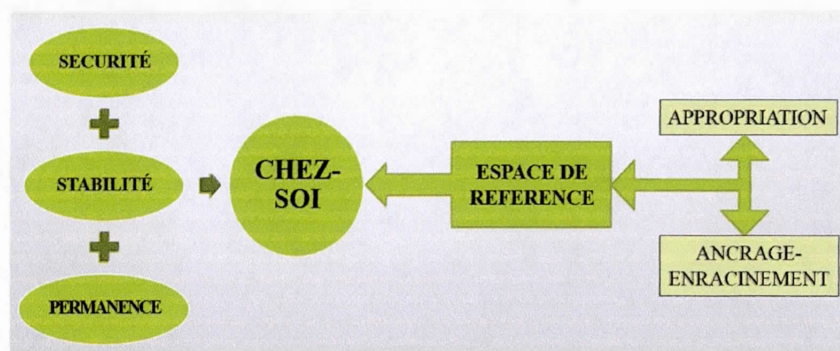 SECURITÉ
STABILITÉ
PERMANENCE
CHEZ-
SOI
ESPACE DE
REFERENCE
APPROPRIATION
ANCRAGE-
ENRACINEMENT